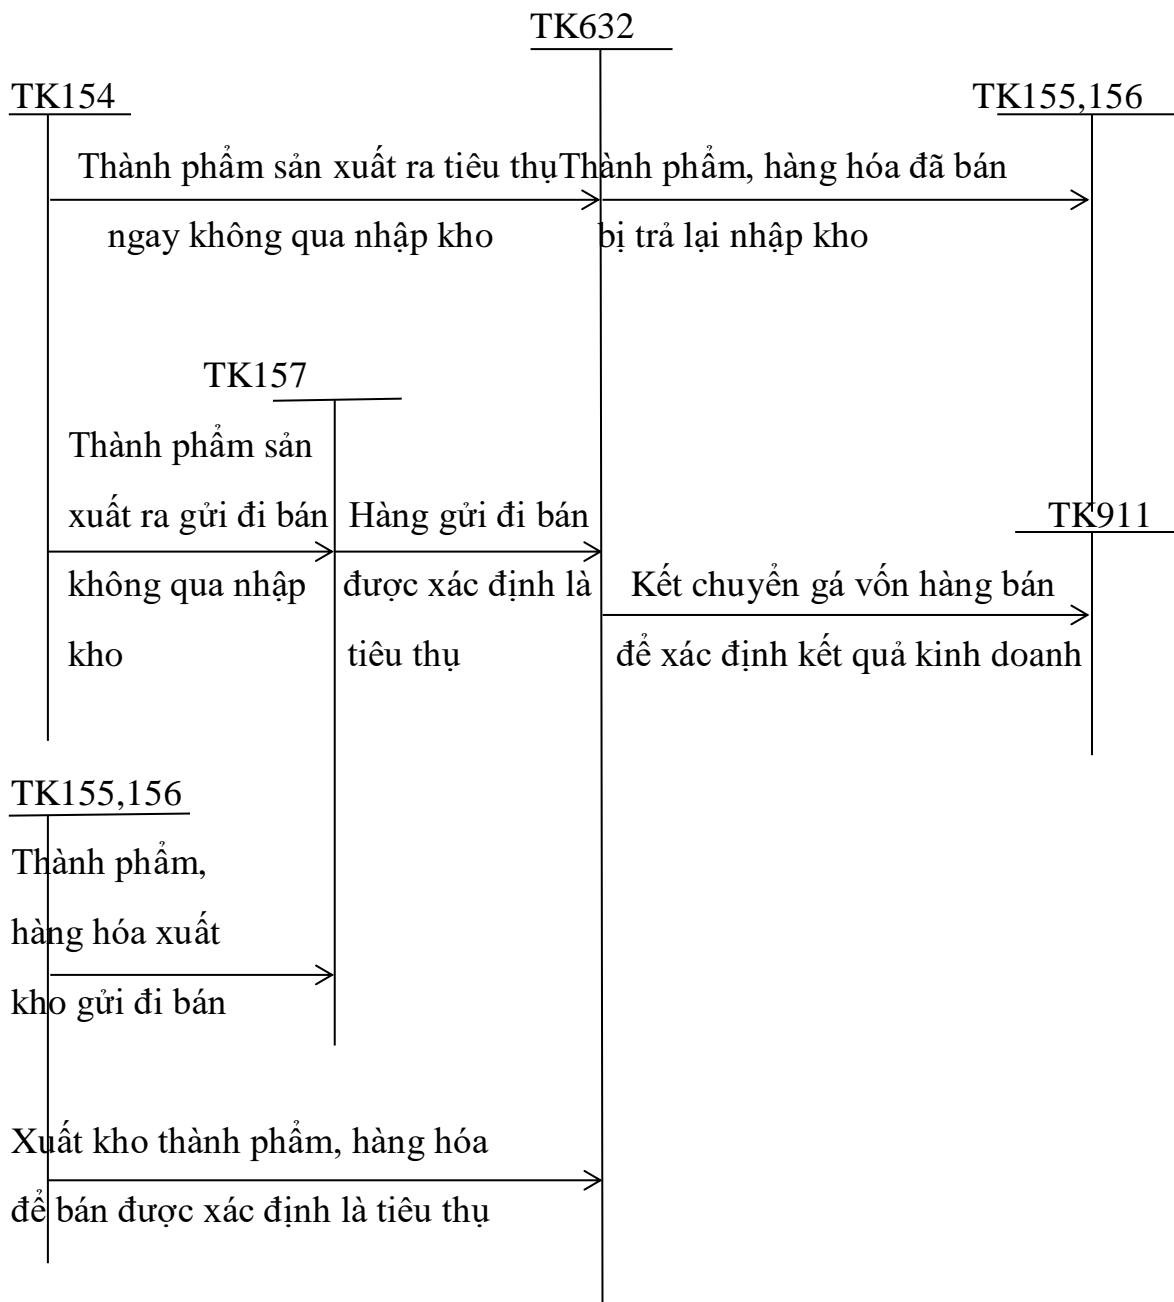 TK632
TK154
TK155,156
Thành phẩm sản xuất ra tiêu thụ
ngay không qua nhập kho
Thành phẩm, hàng hóa đã bán
bị trả lại nhập kho
TK157
Thành phẩm sản
xuất ra gửi đi bán
không qua nhập
kho
Hàng gửi đi bán
được xác định là
tiêu thụ
TK911
Kết chuyển gá vốn hàng bán
để xác định kết quả kinh doanh
TK155,156
Thành phẩm,
hàng hóa xuất
kho gửi đi bán
Xuất kho thành phẩm, hàng hóa
để bán được xác định là tiêu thụ